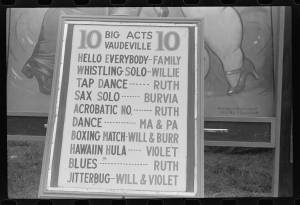 10 BIG ACTS 10
VAUDEVILLE
HELLO EVERYBODY-FAMILY
WHISTLING-SOLO-WILLIE
TAP DANCE------ RUTH
SAX SOLO------ BURVIA
ACROBATIC NO.---- RUTH
DANCE------ MA & PA
BOXING MATCH-WILL & BURR
HAWAIIN HULA---- VIOLET
BLUES---------- RUTH
JITTERBUG-WILL & VIOLET